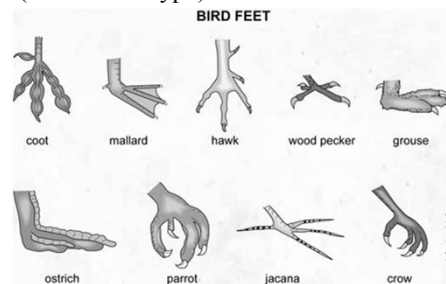 BIRD FEET
coot mallard hawk wood pecker grouse
ostrich parrot jacana crow